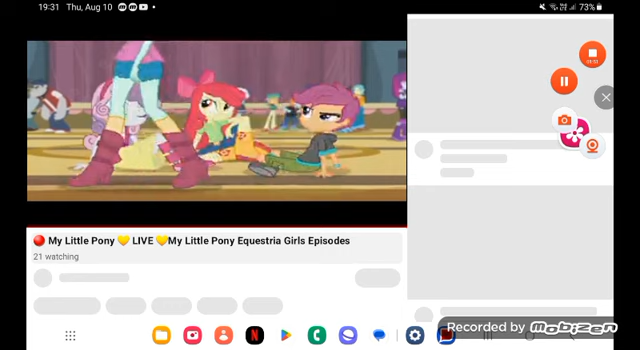 19:31 Thu, Aug 10
73%
🔴 My Little Pony 💛 LIVE 💛My Little Pony Equestria Girls Episodes
21 watching
Recorded by Mobizen